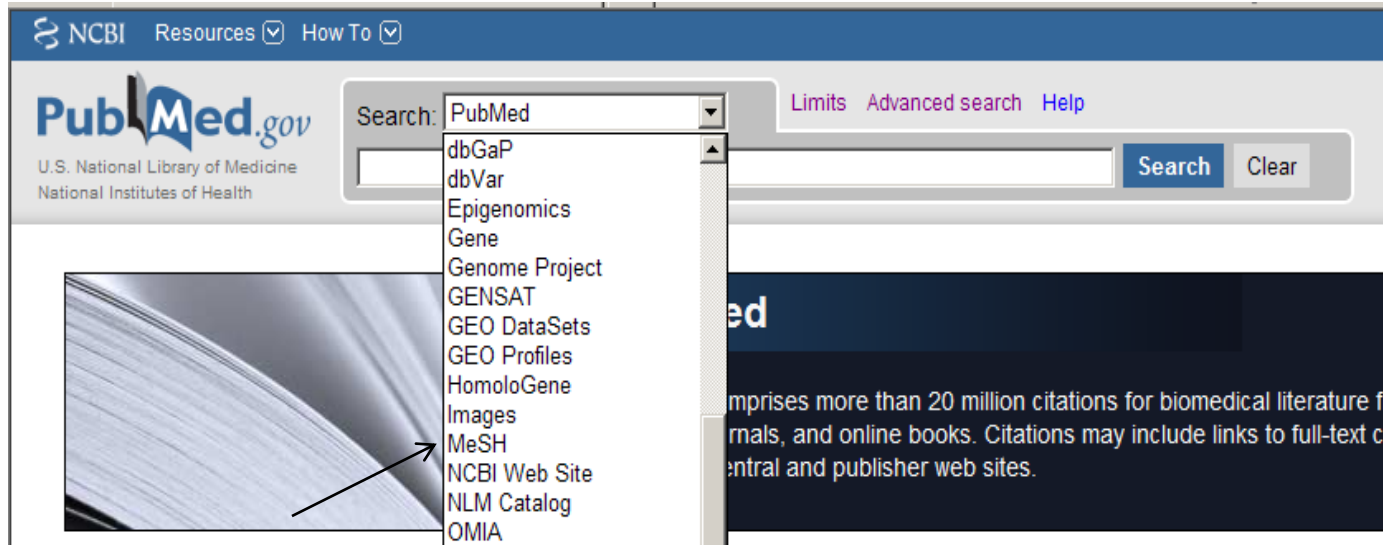 NCBI Resources How To
PubMed.gov
U.S. National Library of Medicine
National Institutes of Health
Search: PubMed
Limits Advanced search Help
Search Clear
dbGaP
dbVar
Epigenomics
Gene
Genome Project
GENSAT
GEO DataSets
GEO Profiles
HomoloGene
Images
MeSH
NCBI Web Site
NLM Catalog
OMIA
ed
mprises more than 20 million citations for biomedical literature f
rnals, and online books. Citations may include links to full-text c
entral and publisher web sites.